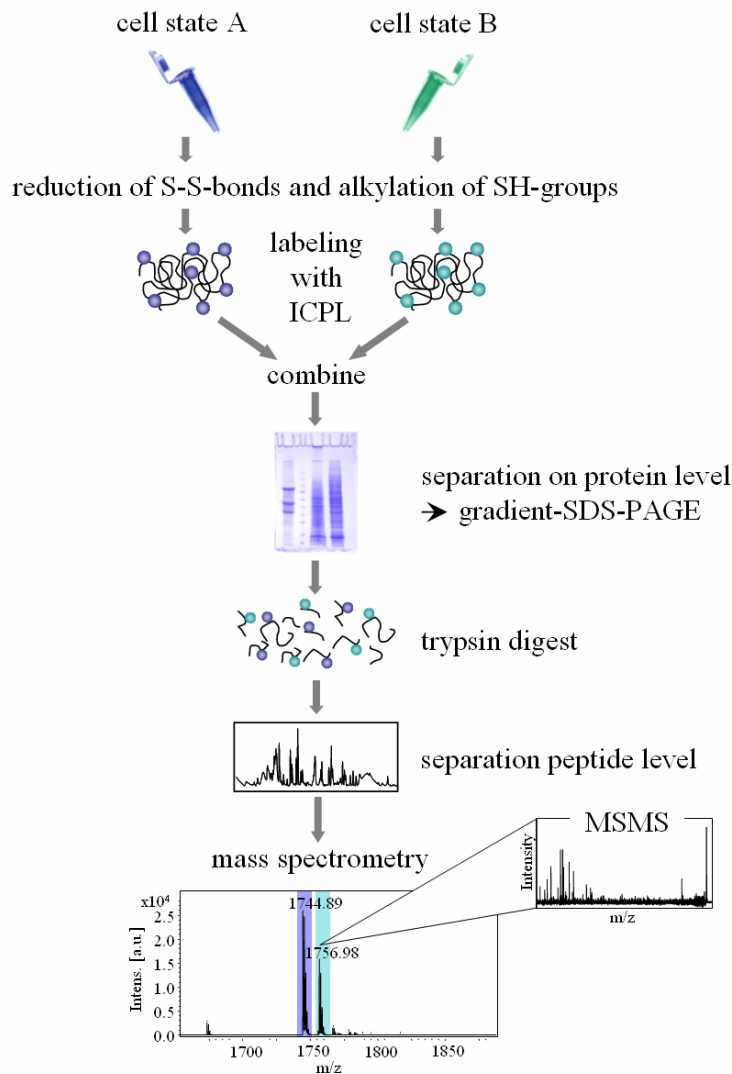 cell state A
cell state B
reduction of S-S-bonds and alkylation of SH-groups
labeling
with
ICPL
combine
separation on protein level
➔ gradient-SDS-PAGE
trypsin digest
separation peptide level
mass spectrometry
MSMS
Intensity
m/z
x10⁴
2.5
2.0
1.5
1.0
0.5
0.0
Intens. [a.u.]
1744.89
1756.98
1700
1750
1800
1850
m/z